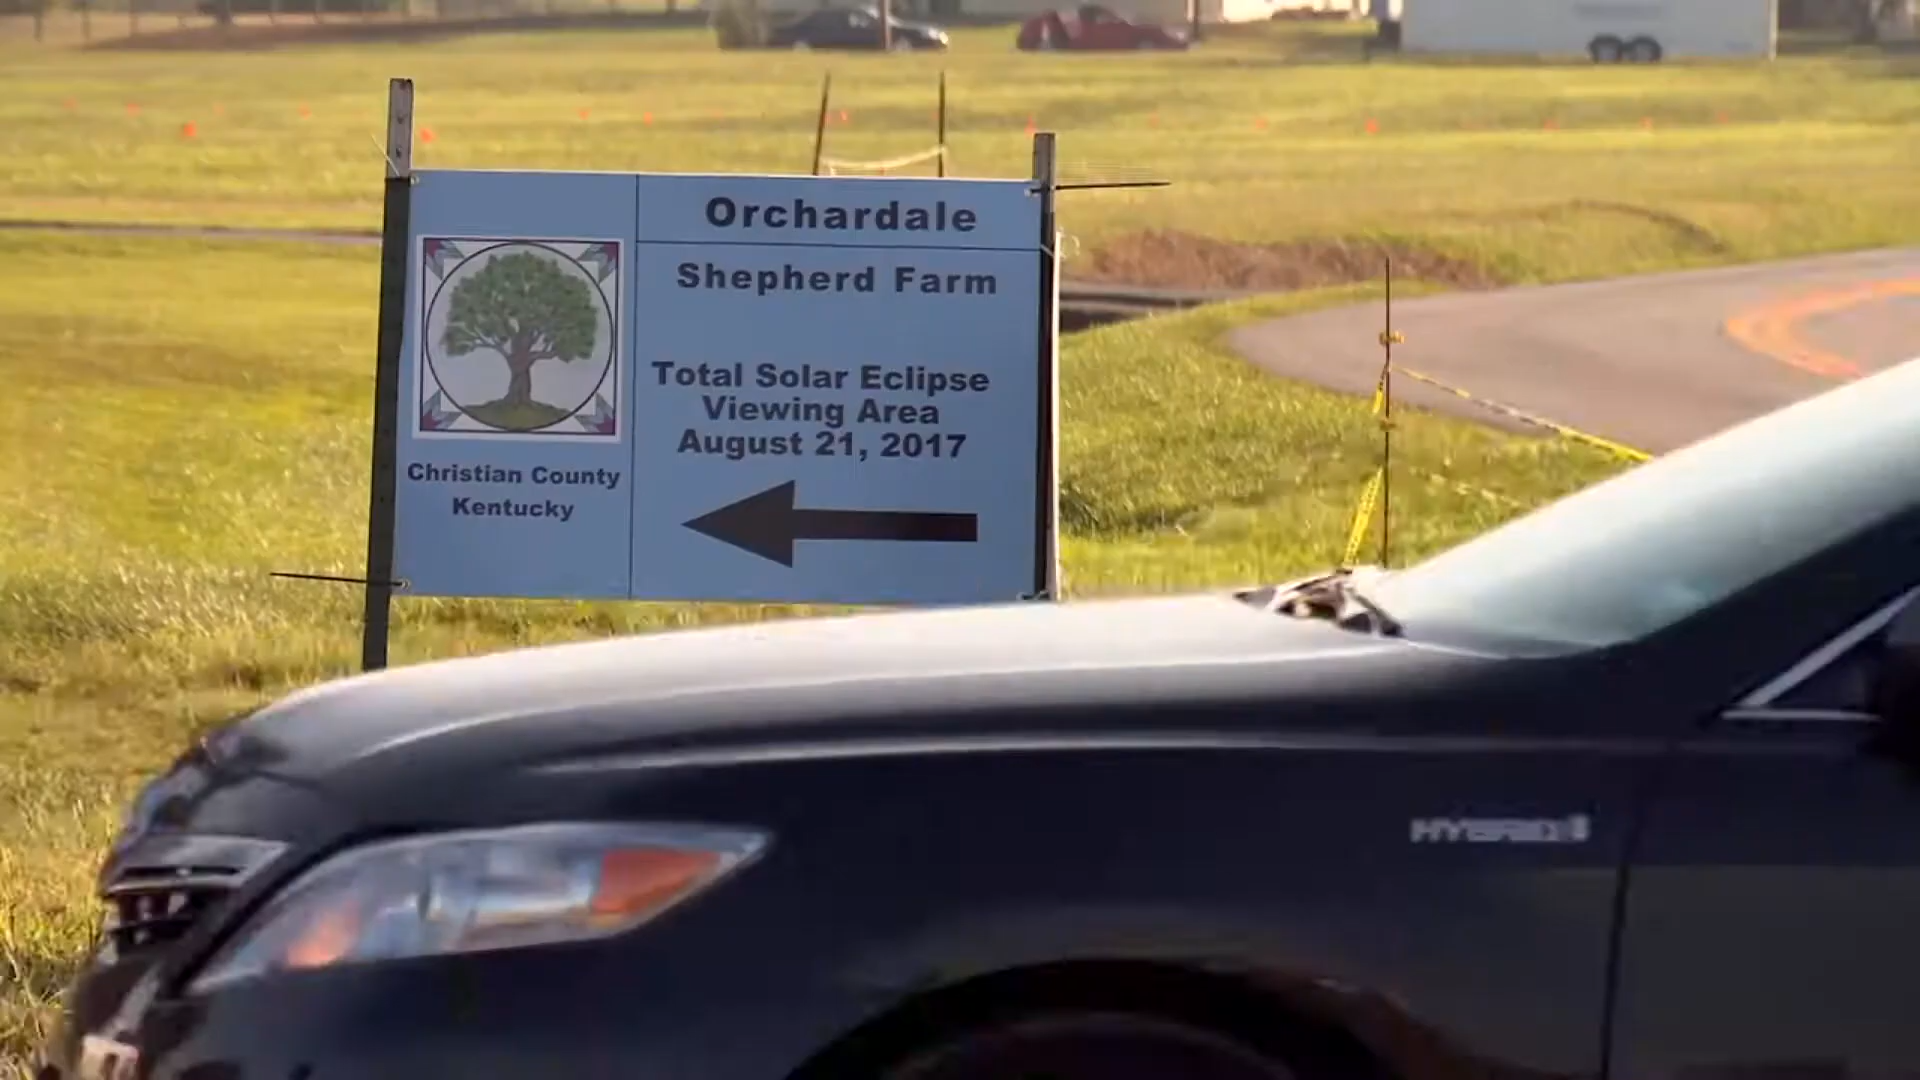 Orchardale
Shepherd Farm
Total Solar Eclipse
Viewing Area
August 21, 2017
Christian County
Kentucky
HYBRID